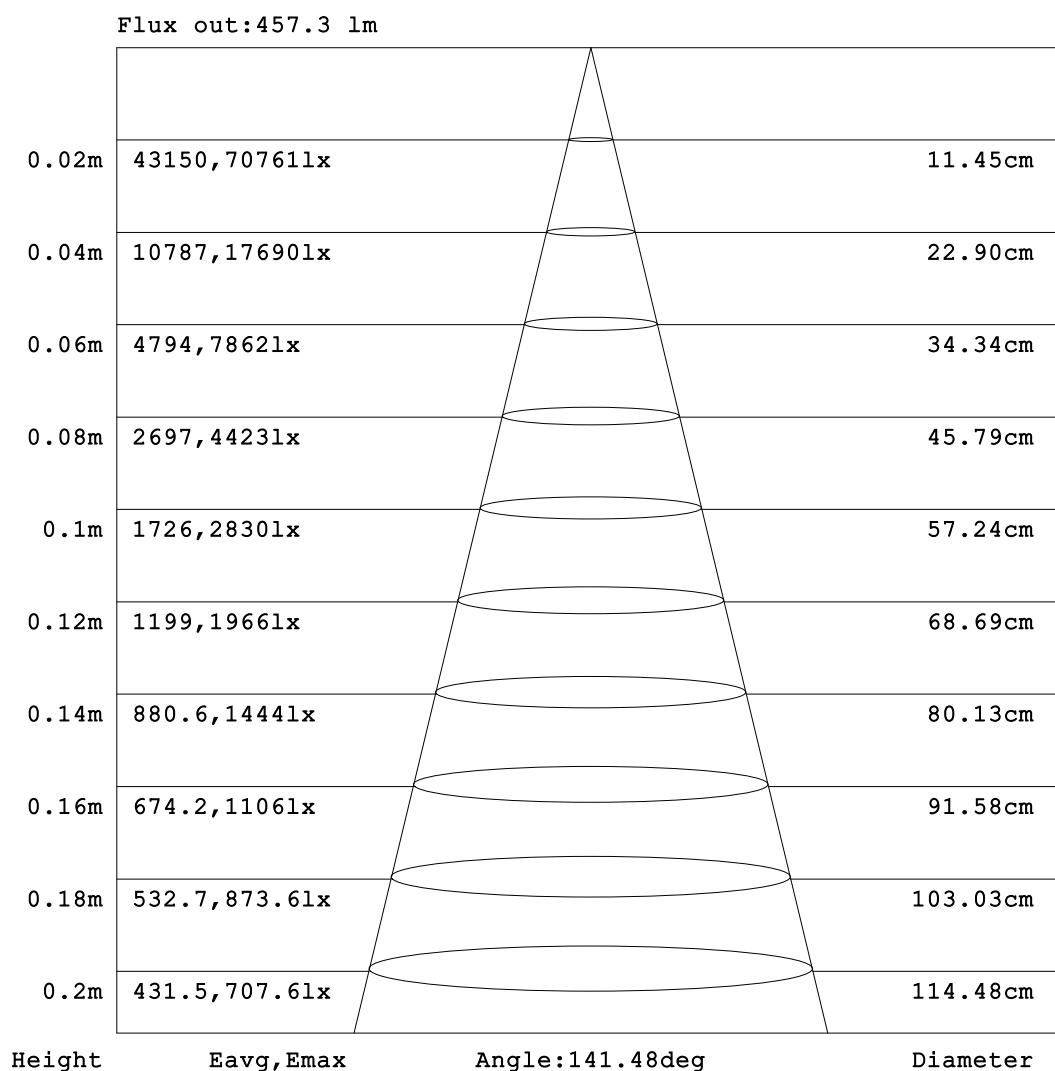 Flux out:457.3 lm
0.02m 43150,70761lx 11.45cm
0.04m 10787,17690lx 22.90cm
0.06m 4794,7862lx 34.34cm
0.08m 2697,4423lx 45.79cm
0.1m 1726,2830lx 57.24cm
0.12m 1199,1966lx 68.69cm
0.14m 880.6,1444lx 80.13cm
0.16m 674.2,1106lx 91.58cm
0.18m 532.7,873.6lx 103.03cm
0.2m 431.5,707.6lx 114.48cm
Height Eavg,Emax Angle:141.48deg Diameter